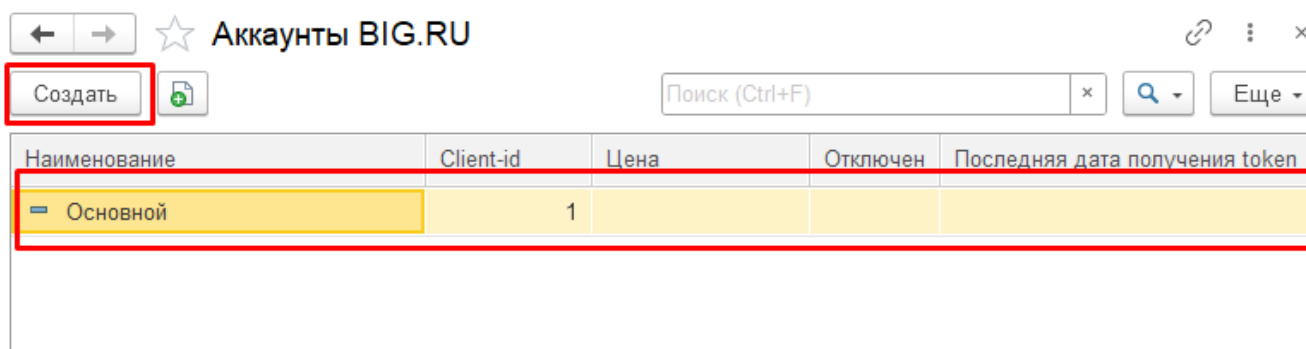 Аккаунты BIG.RU
Создать
Поиск (Ctrl+F)
×
Еще
Наименование Client-id Цена Отключен Последняя дата получения token
Основной 1